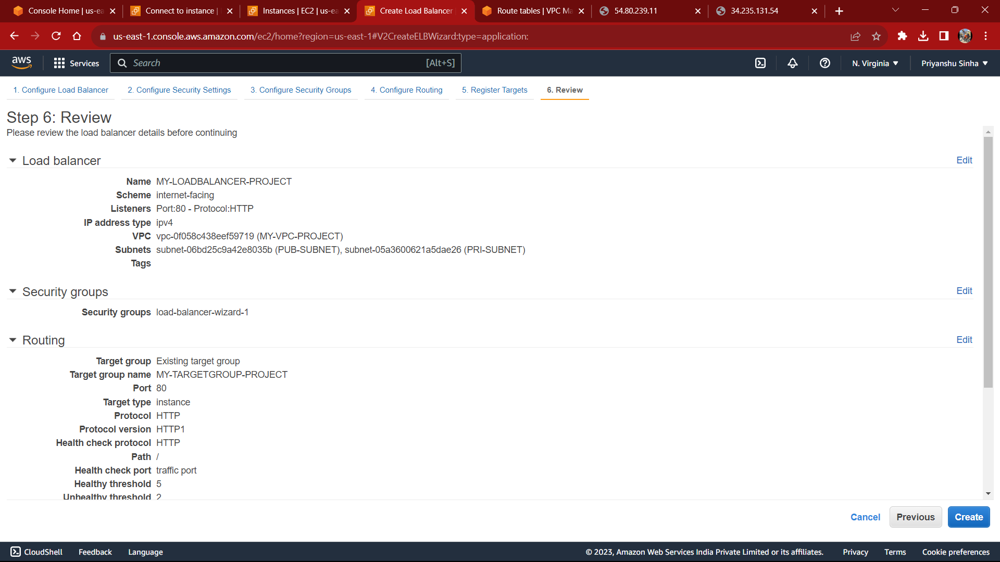 Console Home | us-ea
Connect to instance |
Instances | EC2 | us-ea
Create Load Balancer
Route tables | VPC Ma
54.80.239.11
34.235.131.54
us-east-1.console.aws.amazon.com/ec2/home?region=us-east-1#V2CreateELBWizard:type=application:
aws
Services
Search
[Alt+S]
N. Virginia
Priyanshu Sinha
1. Configure Load Balancer
2. Configure Security Settings
3. Configure Security Groups
4. Configure Routing
5. Register Targets
6. Review
Step 6: Review
Please review the load balancer details before continuing
Load balancer Edit
Name MY-LOADBALANCER-PROJECT
Scheme internet-facing
Listeners Port:80 - Protocol:HTTP
IP address type ipv4
VPC vpc-0f058c438eef59719 (MY-VPC-PROJECT)
Subnets subnet-06bd25c9a42e8035b (PUB-SUBNET), subnet-05a3600621a5dae26 (PRI-SUBNET)
Tags
Security groups Edit
Security groups load-balancer-wizard-1
Routing Edit
Target group Existing target group
Target group name MY-TARGETGROUP-PROJECT
Port 80
Target type instance
Protocol HTTP
Protocol version HTTP1
Health check protocol HTTP
Path /
Health check port traffic port
Healthy threshold 5
Unhealthy threshold 2
Cancel
Previous
Create
CloudShell
Feedback
Language
© 2023, Amazon Web Services India Private Limited or its affiliates.
Privacy
Terms
Cookie preferences